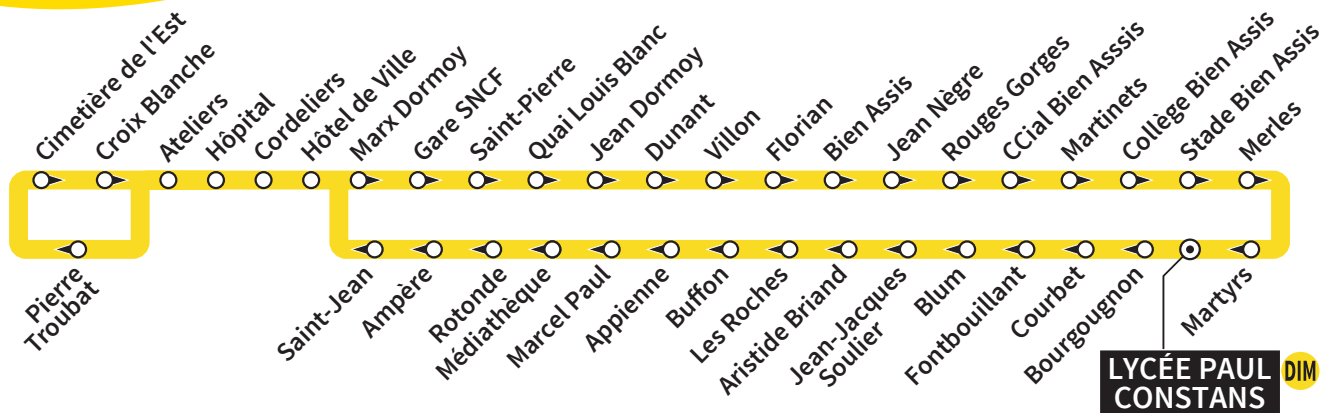 Cimetière de l'Est
Croix Blanche
Ateliers
Hôpital
Cordeliers
Hôtel de Ville
Marx Dormoy
Gare SNCF
Saint-Pierre
Quai Louis Blanc
Jean Dormoy
Dunant
Villon
Florian
Bien Assis
Jean Nègre
Rouges Gorges
CCial Bien Asssis
Martinets
Collège Bien Assis
Stade Bien Assis
Merles
Pierre
Troubat
Saint-Jean
Ampère
Rotonde
Médiathèque
Marcel Paul
Appienne
Buffon
Les Roches
Aristide Briand
Jean-Jacques
Soulier
Blum
Fontbouillant
Courbet
Bourgougnon
Martyrs
LYCÉE PAUL
CONSTANS
DIM